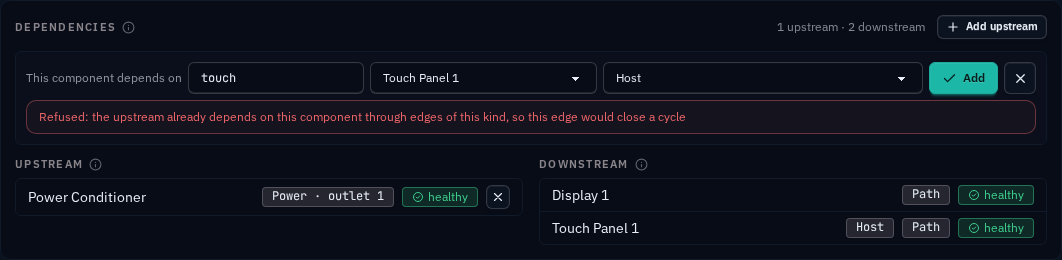 DEPENDENCIES
1 upstream · 2 downstream
Add upstream
This component depends on
touch
Touch Panel 1
Host
Add
Refused: the upstream already depends on this component through edges of this kind, so this edge would close a cycle
UPSTREAM
DOWNSTREAM
Power Conditioner
Power · outlet 1
healthy
Display 1
Path
healthy
Touch Panel 1
Host
Path
healthy